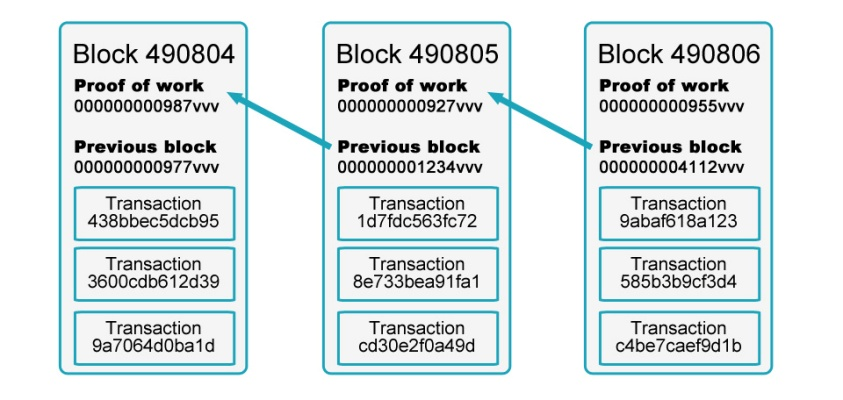 Block 490804
Proof of work
000000000987vvv
Previous block
000000000977vvv
Transaction
438bbec5dcb95
Transaction
3600cdb612d39
Transaction
9a7064d0ba1d
Block 490805
Proof of work
000000000927vvv
Previous block
000000001234vvv
Transaction
1d7fdc563fc72
Transaction
8e733bea91fa1
Transaction
cd30e2f0a49d
Block 490806
Proof of work
000000000955vvv
Previous block
000000004112vvv
Transaction
9abaf618a123
Transaction
585b3b9cf3d4
Transaction
c4be7caef9d1b